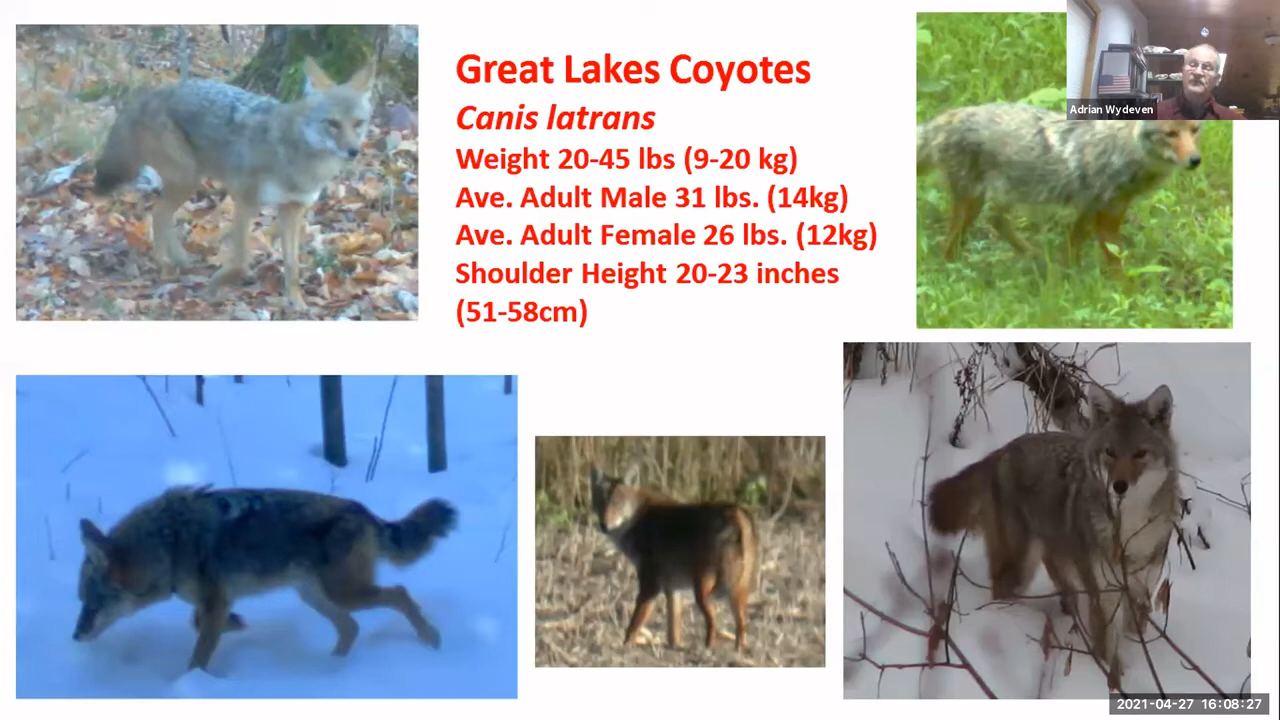 Great Lakes Coyotes
Canis latrans
Weight 20-45 lbs (9-20 kg)
Ave. Adult Male 31 lbs. (14kg)
Ave. Adult Female 26 lbs. (12kg)
Shoulder Height 20-23 inches
(51-58cm)
Adrian Wydeven
2021-04-27 16:08:27